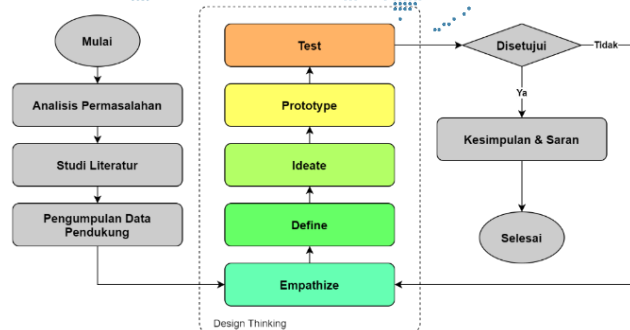 Mulai
Analisis Permasalahan
Studi Literatur
Pengumpulan Data
Pendukung
Test
Prototype
Ideate
Define
Empathize
Design Thinking
Disetujui
Tidak
Ya
Kesimpulan & Saran
Selesai